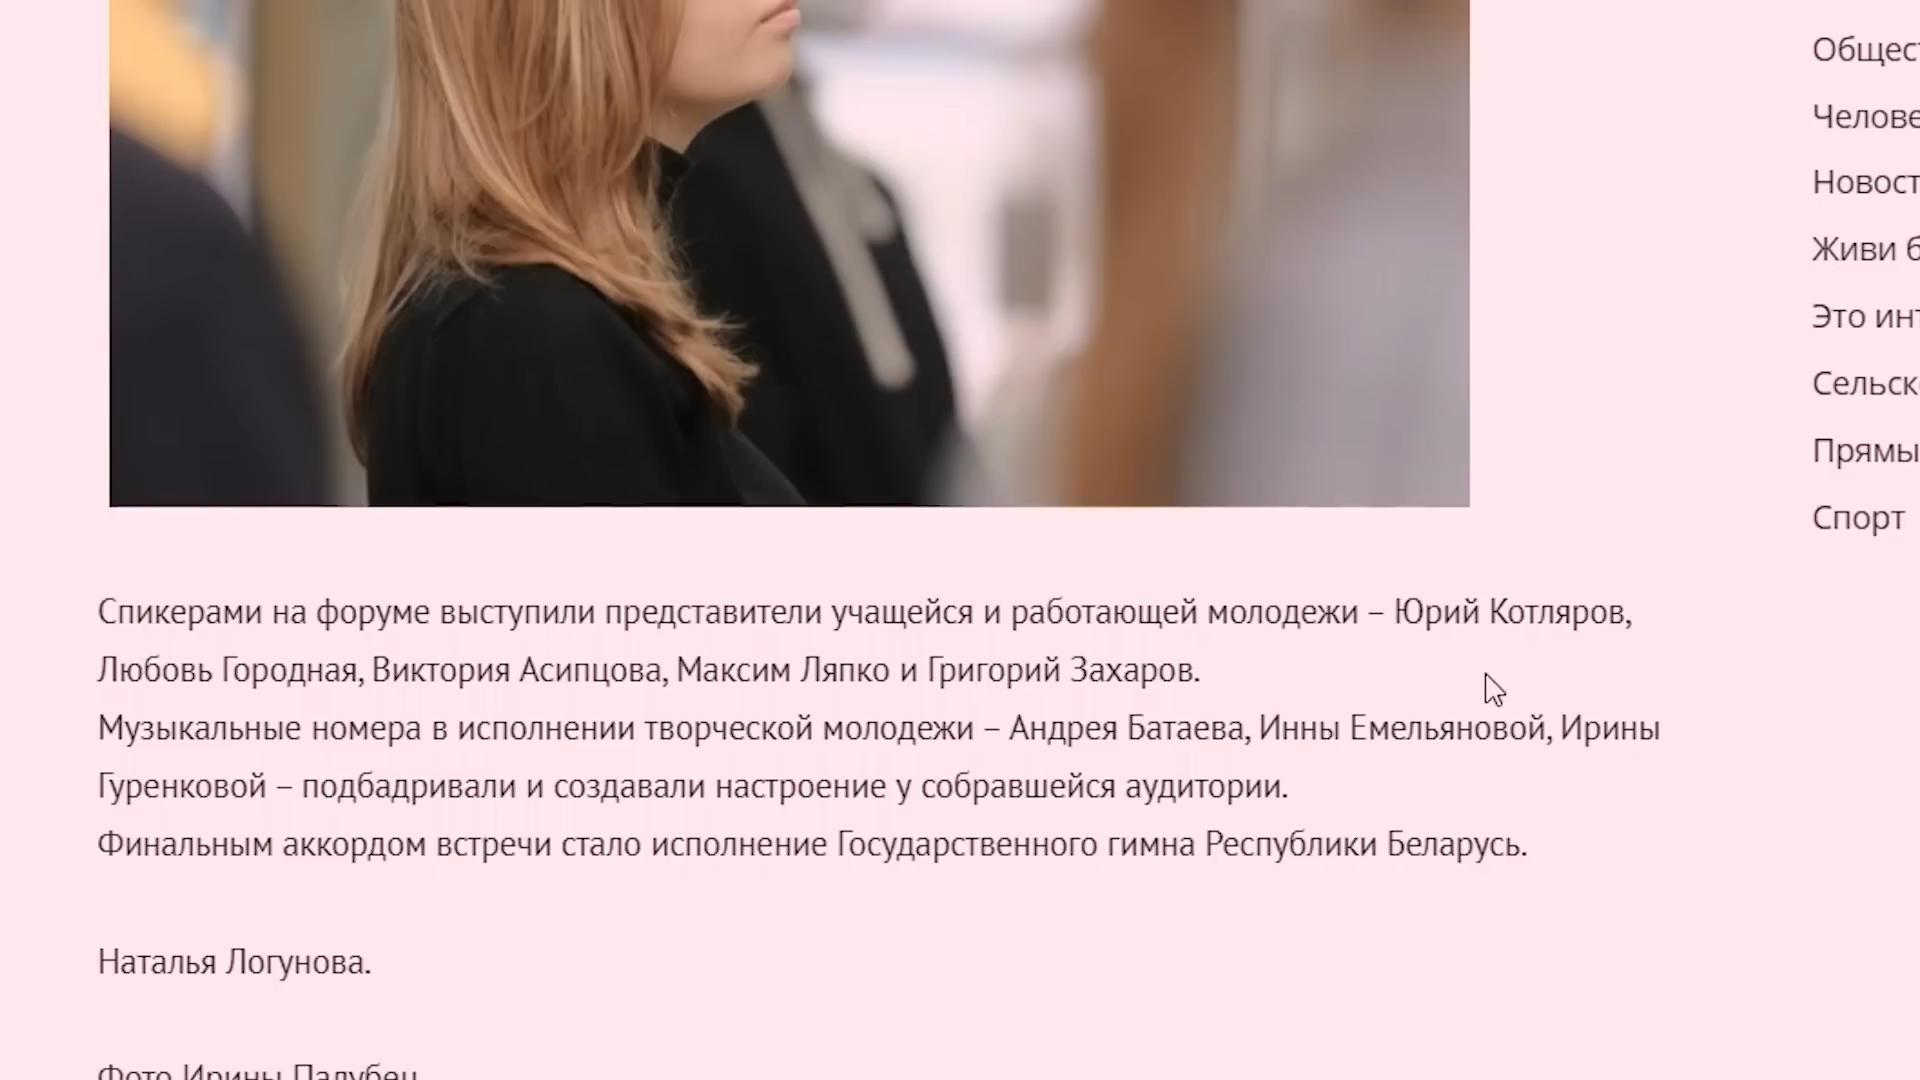 Спикерами на форуме выступили представители учащейся и работающей молодежи – Юрий Котляров,
Любовь Городная, Виктория Асипцова, Максим Ляпко и Григорий Захаров.
Музыкальные номера в исполнении творческой молодежи – Андрея Батаева, Инны Емельяновой, Ирины
Гуренковой – подбадривали и создавали настроение у собравшейся аудитории.
Финальным аккордом встречи стало исполнение Государственного гимна Республики Беларусь.
Наталья Логунова.
Фото Ирины
Общест
Челове
Новост
Живи б
Это инт
Сельск
Прямы
Спорт